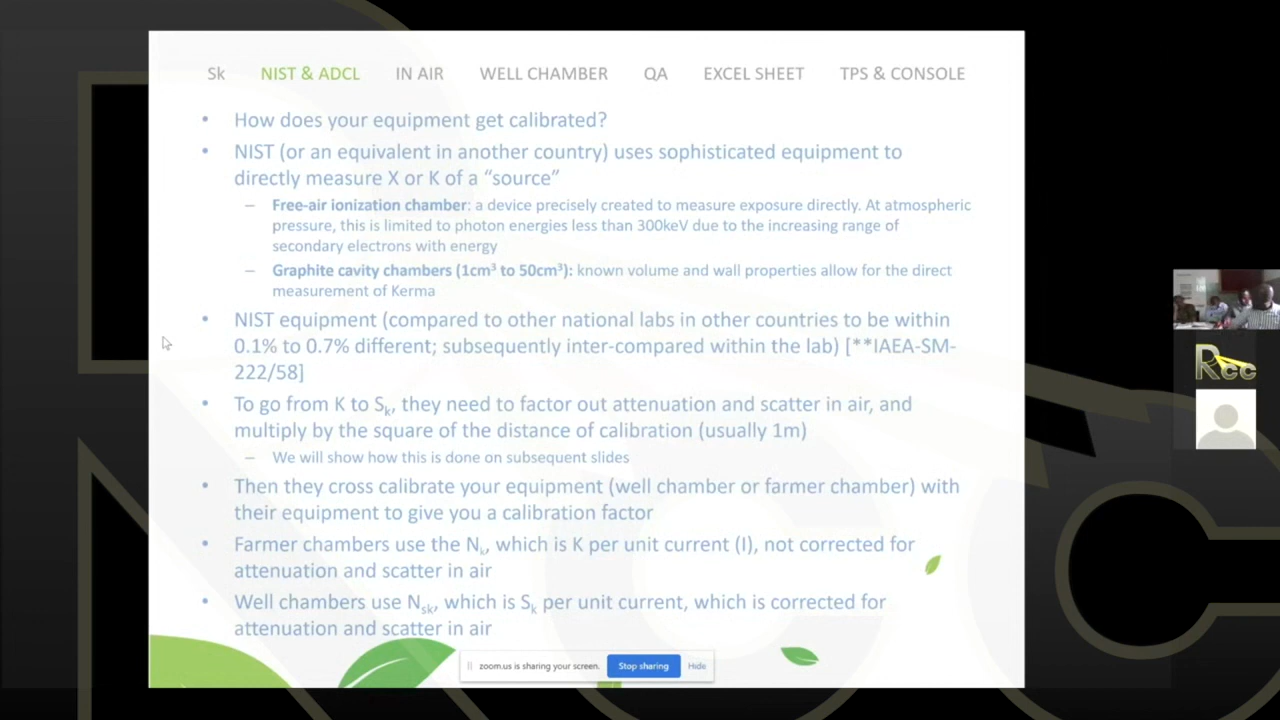 Sk NIST & ADCL IN AIR WELL CHAMBER QA EXCEL SHEET TPS & CONSOLE
• How does your equipment get calibrated?
• NIST (or an equivalent in another country) uses sophisticated equipment to
directly measure X or K of a “source”
– Free-air ionization chamber: a device precisely created to measure exposure directly. At atmospheric
pressure, this is limited to photon energies less than 300keV due to the increasing range of
secondary electrons with energy
– Graphite cavity chambers (1cm³ to 50cm³): known volume and wall properties allow for the direct
measurement of Kerma
• NIST equipment (compared to other national labs in other countries to be within
0.1% to 0.7% different; subsequently inter-compared within the lab) [**IAEA-SM-
222/58]
• To go from K to Sk, they need to factor out attenuation and scatter in air, and
multiply by the square of the distance of calibration (usually 1m)
– We will show how this is done on subsequent slides
• Then they cross calibrate your equipment (well chamber or farmer chamber) with
their equipment to give you a calibration factor
• Farmer chambers use the Nk, which is K per unit current (I), not corrected for
attenuation and scatter in air
• Well chambers use Nsk, which is Sk per unit current, which is corrected for
attenuation and scatter in air
zoom.us is sharing your screen. Stop sharing Hide
Rcc